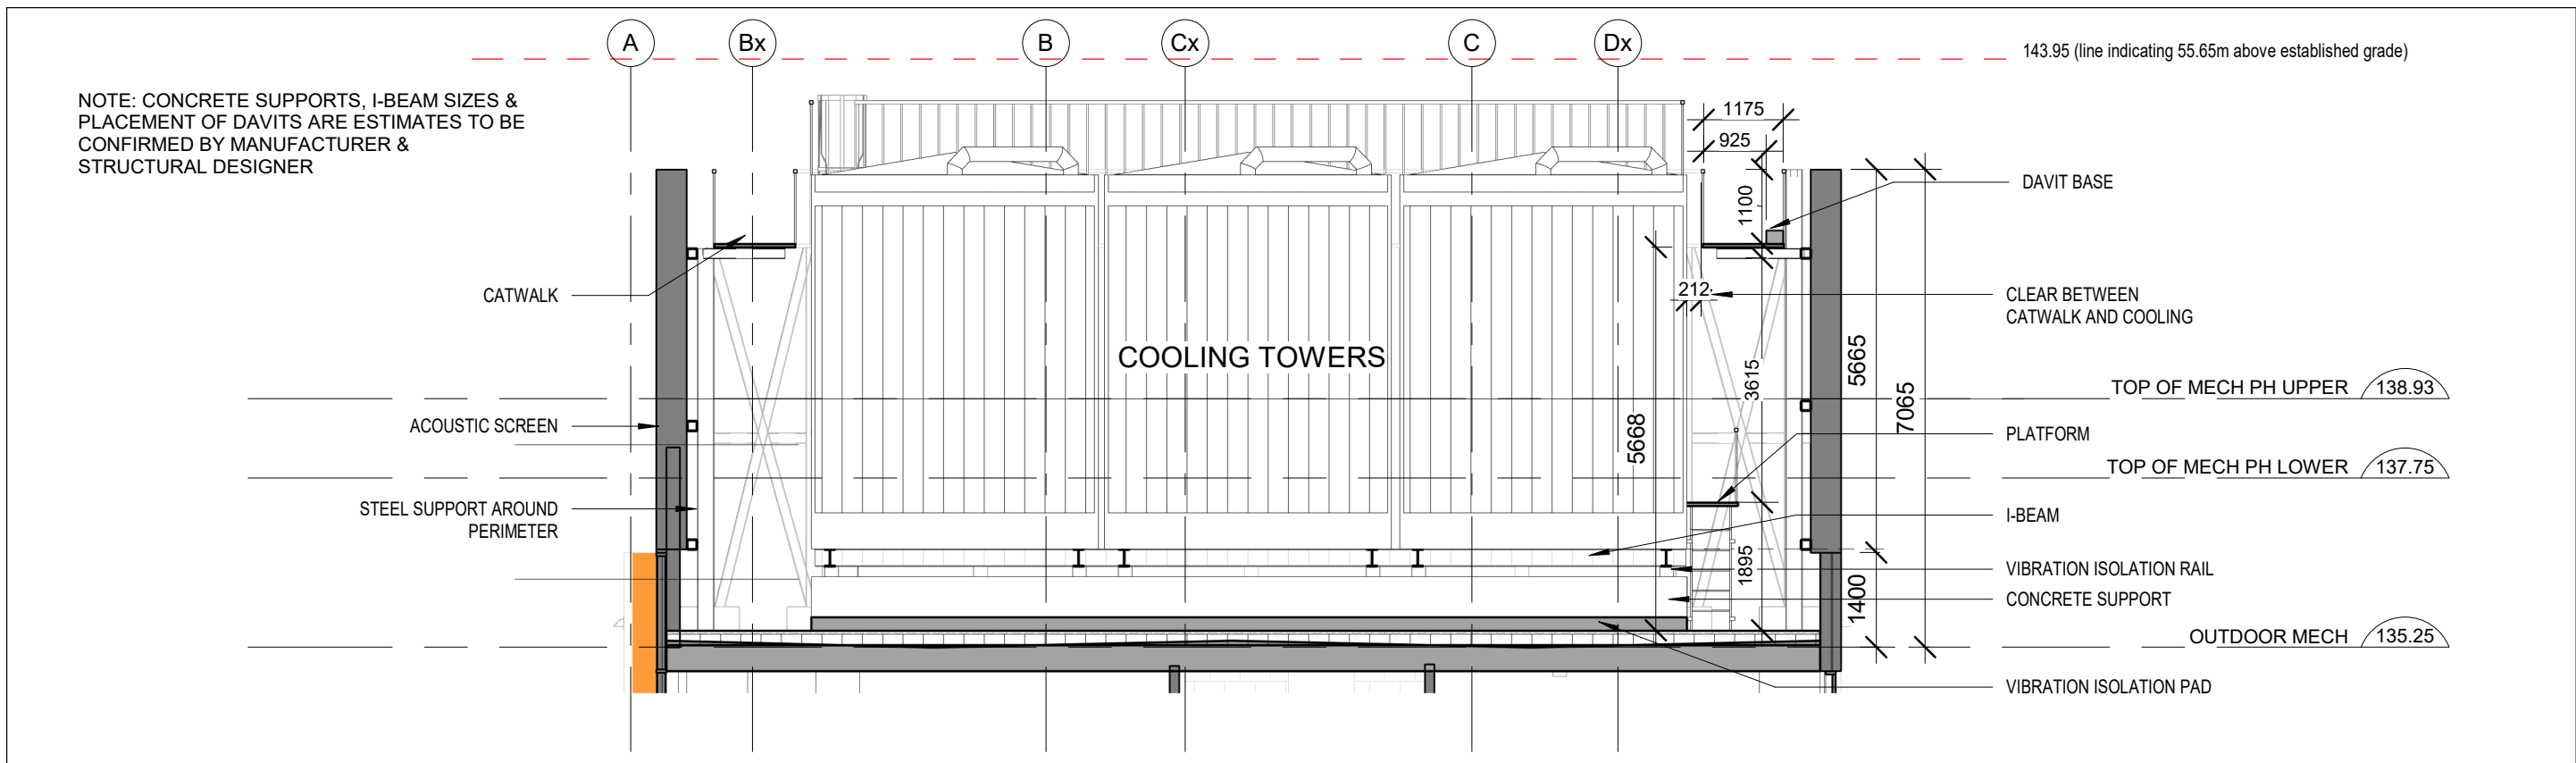 A
Bx
B
Cx
C
Dx
143.95 (line indicating 55.65m above established grade)
NOTE: CONCRETE SUPPORTS, I-BEAM SIZES &
PLACEMENT OF DAVITS ARE ESTIMATES TO BE
CONFIRMED BY MANUFACTURER &
STRUCTURAL DESIGNER
1175
925
1100
DAVIT BASE
CATWALK
212
CLEAR BETWEEN
CATWALK AND COOLING
COOLING TOWERS
5665
3615
7065
5668
TOP OF MECH PH UPPER 138.93
ACOUSTIC SCREEN
PLATFORM
TOP OF MECH PH LOWER 137.75
STEEL SUPPORT AROUND
PERIMETER
I-BEAM
1895
VIBRATION ISOLATION RAIL
1400
CONCRETE SUPPORT
OUTDOOR MECH 135.25
VIBRATION ISOLATION PAD